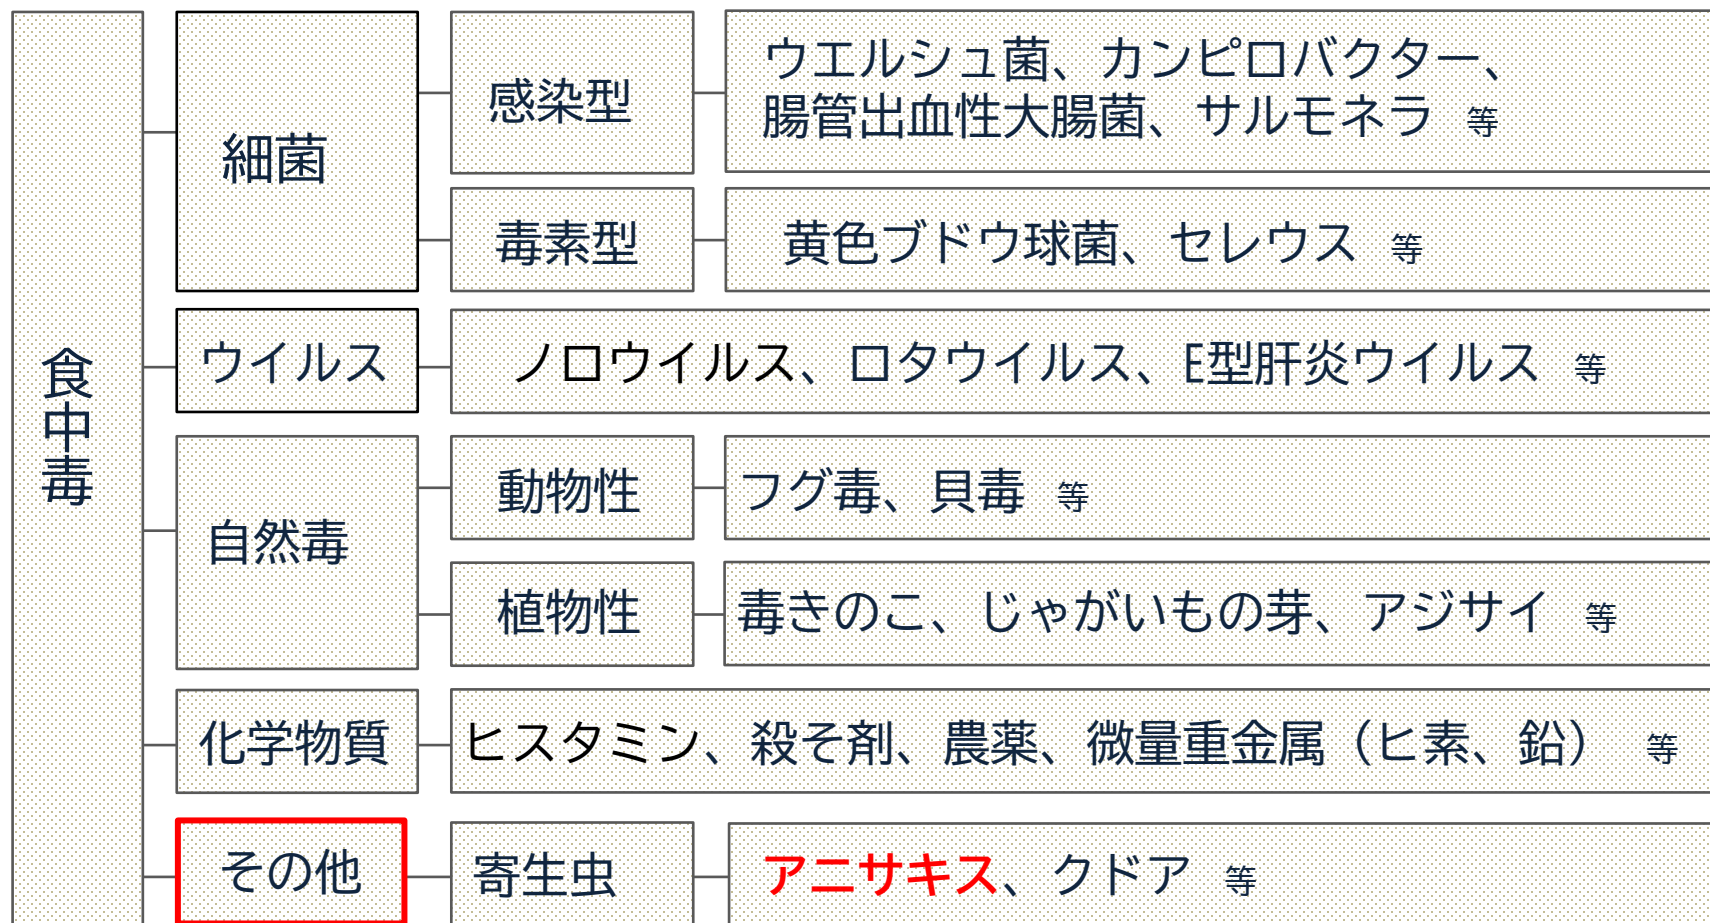 食中毒
細菌
感染型
ウエルシュ菌、カンピロバクター、
腸管出血性大腸菌、サルモネラ 等
毒素型
黄色ブドウ球菌、セレウス 等
ウイルス
ノロウイルス、ロタウイルス、E型肝炎ウイルス 等
自然毒
動物性
フグ毒、貝毒 等
植物性
毒きのこ、じゃがいもの芽、アジサイ 等
化学物質
ヒスタミン、殺そ剤、農薬、微量重金属（ヒ素、鉛） 等
その他
寄生虫
アニサキス、クドア 等